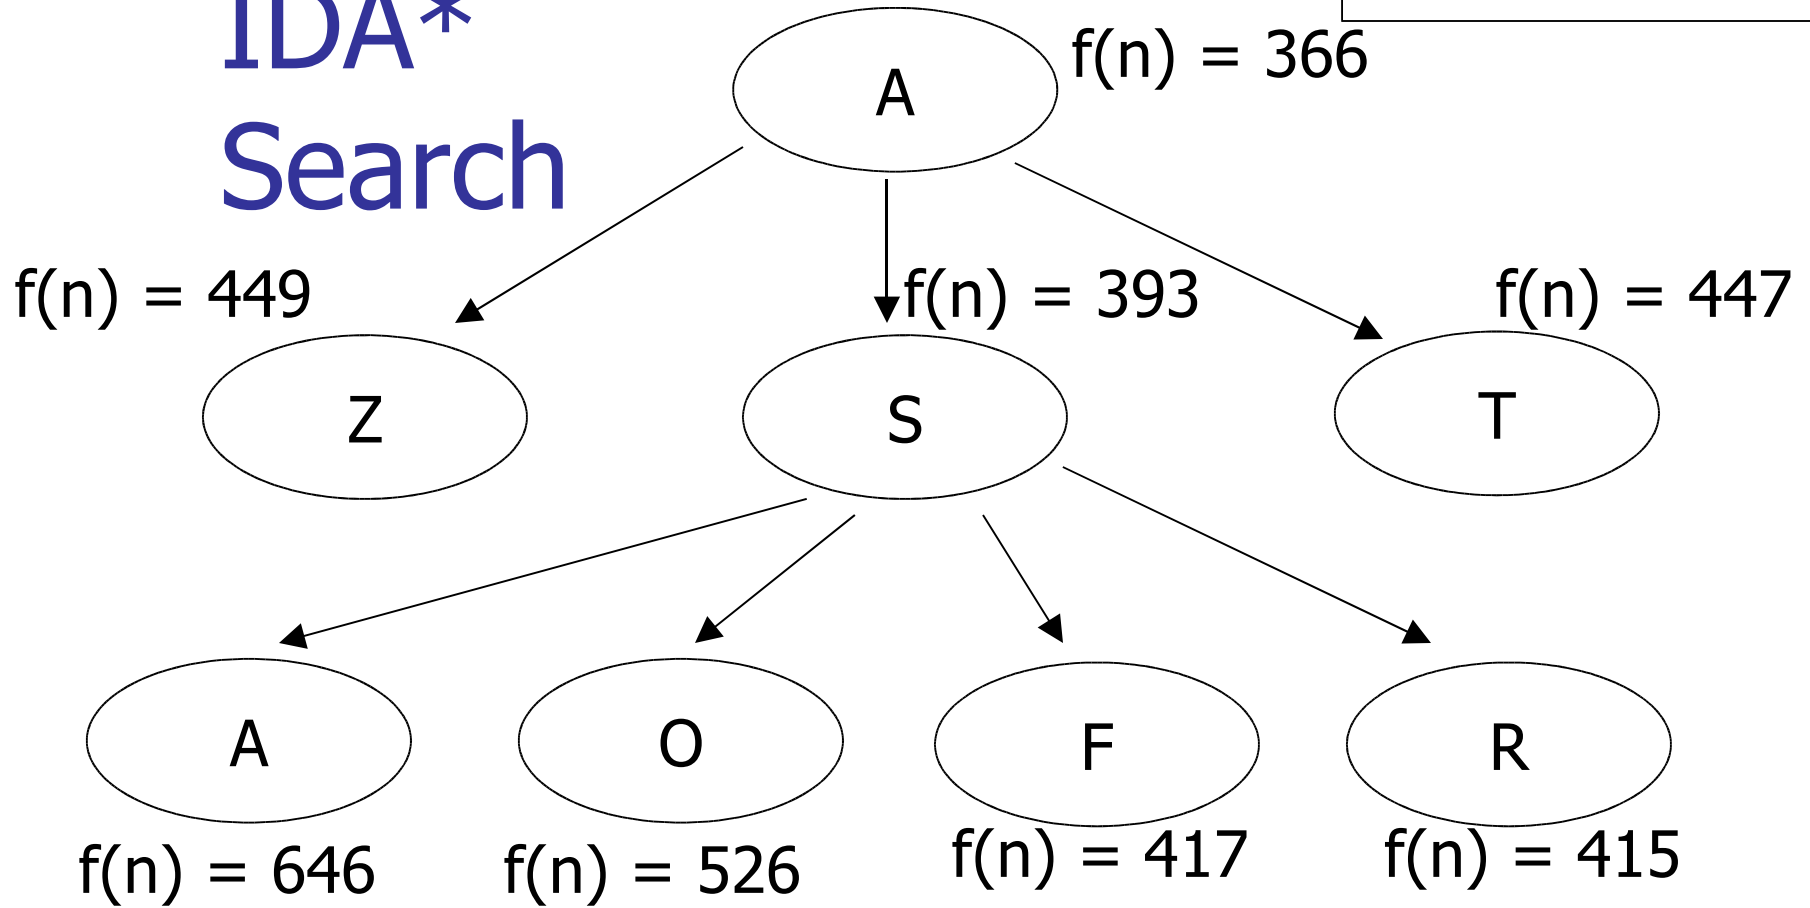 IDA*
Search
A
f(n) = 366
f(n) = 449
f(n) = 393
f(n) = 447
Z
S
T
A
O
F
R
f(n) = 646
f(n) = 526
f(n) = 417
f(n) = 415